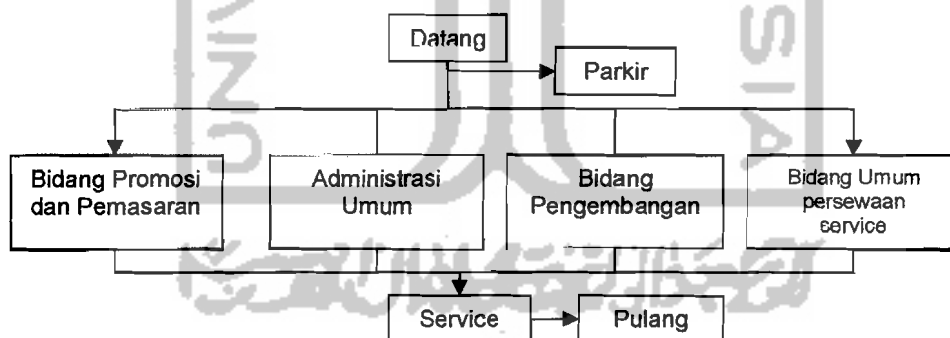 Datang
Parkir
Bidang Promosi
dan Pemasaran
Administrasi
Umum
Bidang
Pengembangan
Bidang Umum
persewaan
service
Service
Pulang